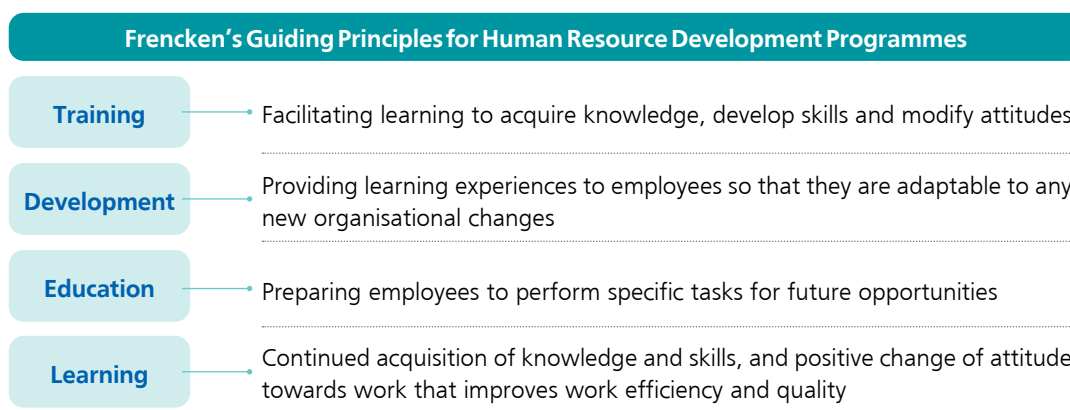 Frencken's Guiding Principles for Human Resource Development Programmes
Training
Facilitating learning to acquire knowledge, develop skills and modify attitudes
Development
Providing learning experiences to employees so that they are adaptable to any
new organisational changes
Education
Preparing employees to perform specific tasks for future opportunities
Learning
Continued acquisition of knowledge and skills, and positive change of attitude
towards work that improves work efficiency and quality